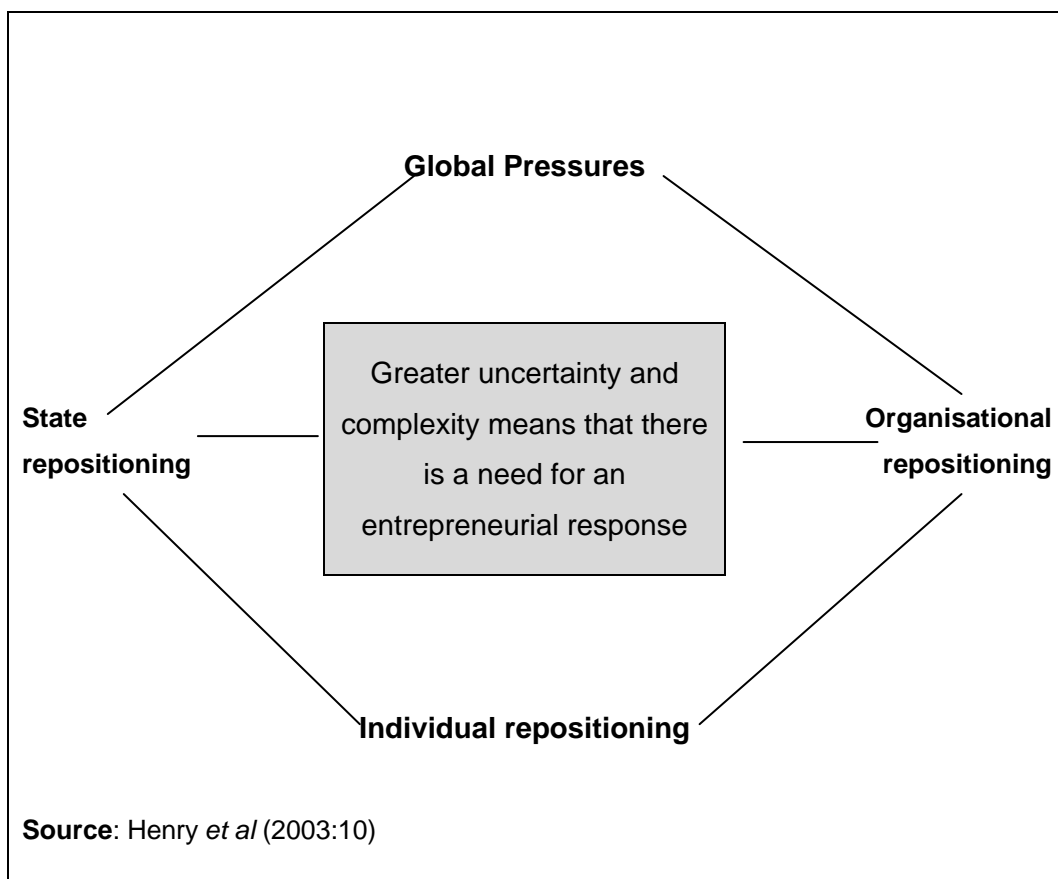 Global Pressures
Greater uncertainty and
complexity means that there
is a need for an
entrepreneurial response
State
repositioning
Organisational
repositioning
Individual repositioning
Source: Henry et al (2003:10)